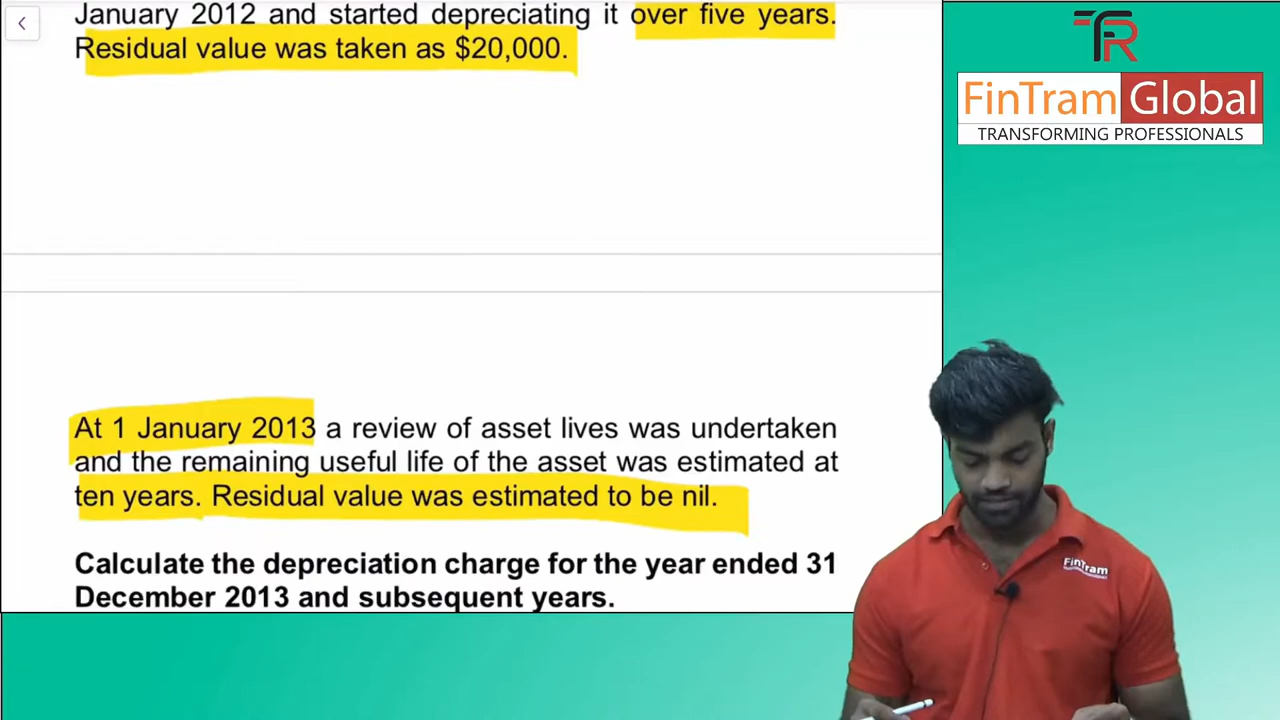 January 2012 and started depreciating it over five years.
Residual value was taken as $20,000.
FinTram Global
TRANSFORMING PROFESSIONALS
At 1 January 2013 a review of asset lives was undertaken
and the remaining useful life of the asset was estimated at
ten years. Residual value was estimated to be nil.
Calculate the depreciation charge for the year ended 31
December 2013 and subsequent years.
FinTram